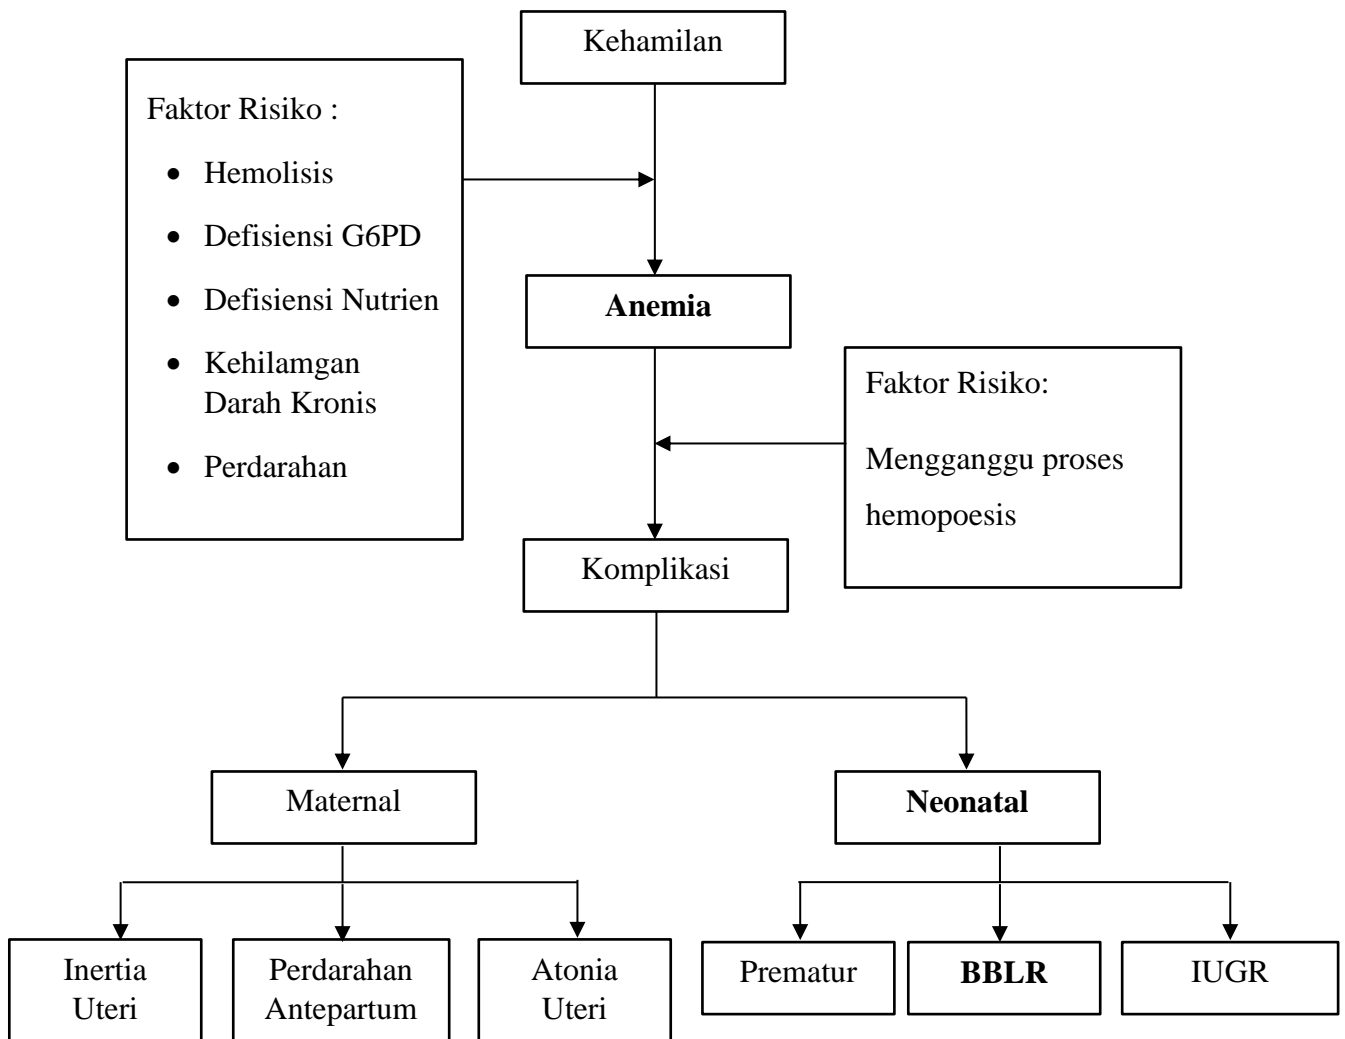 Kehamilan
Faktor Risiko :
• Hemolisis
• Defisiensi G6PD
• Defisiensi Nutrien
• Kehilamgan
Darah Kronis
• Perdarahan
Anemia
Faktor Risiko:
Mengganggu proses
hemopoesis
Komplikasi
Maternal
Neonatal
Inertia
Uteri
Perdarahan
Antepartum
Atonia
Uteri
Prematur
BBLR
IUGR